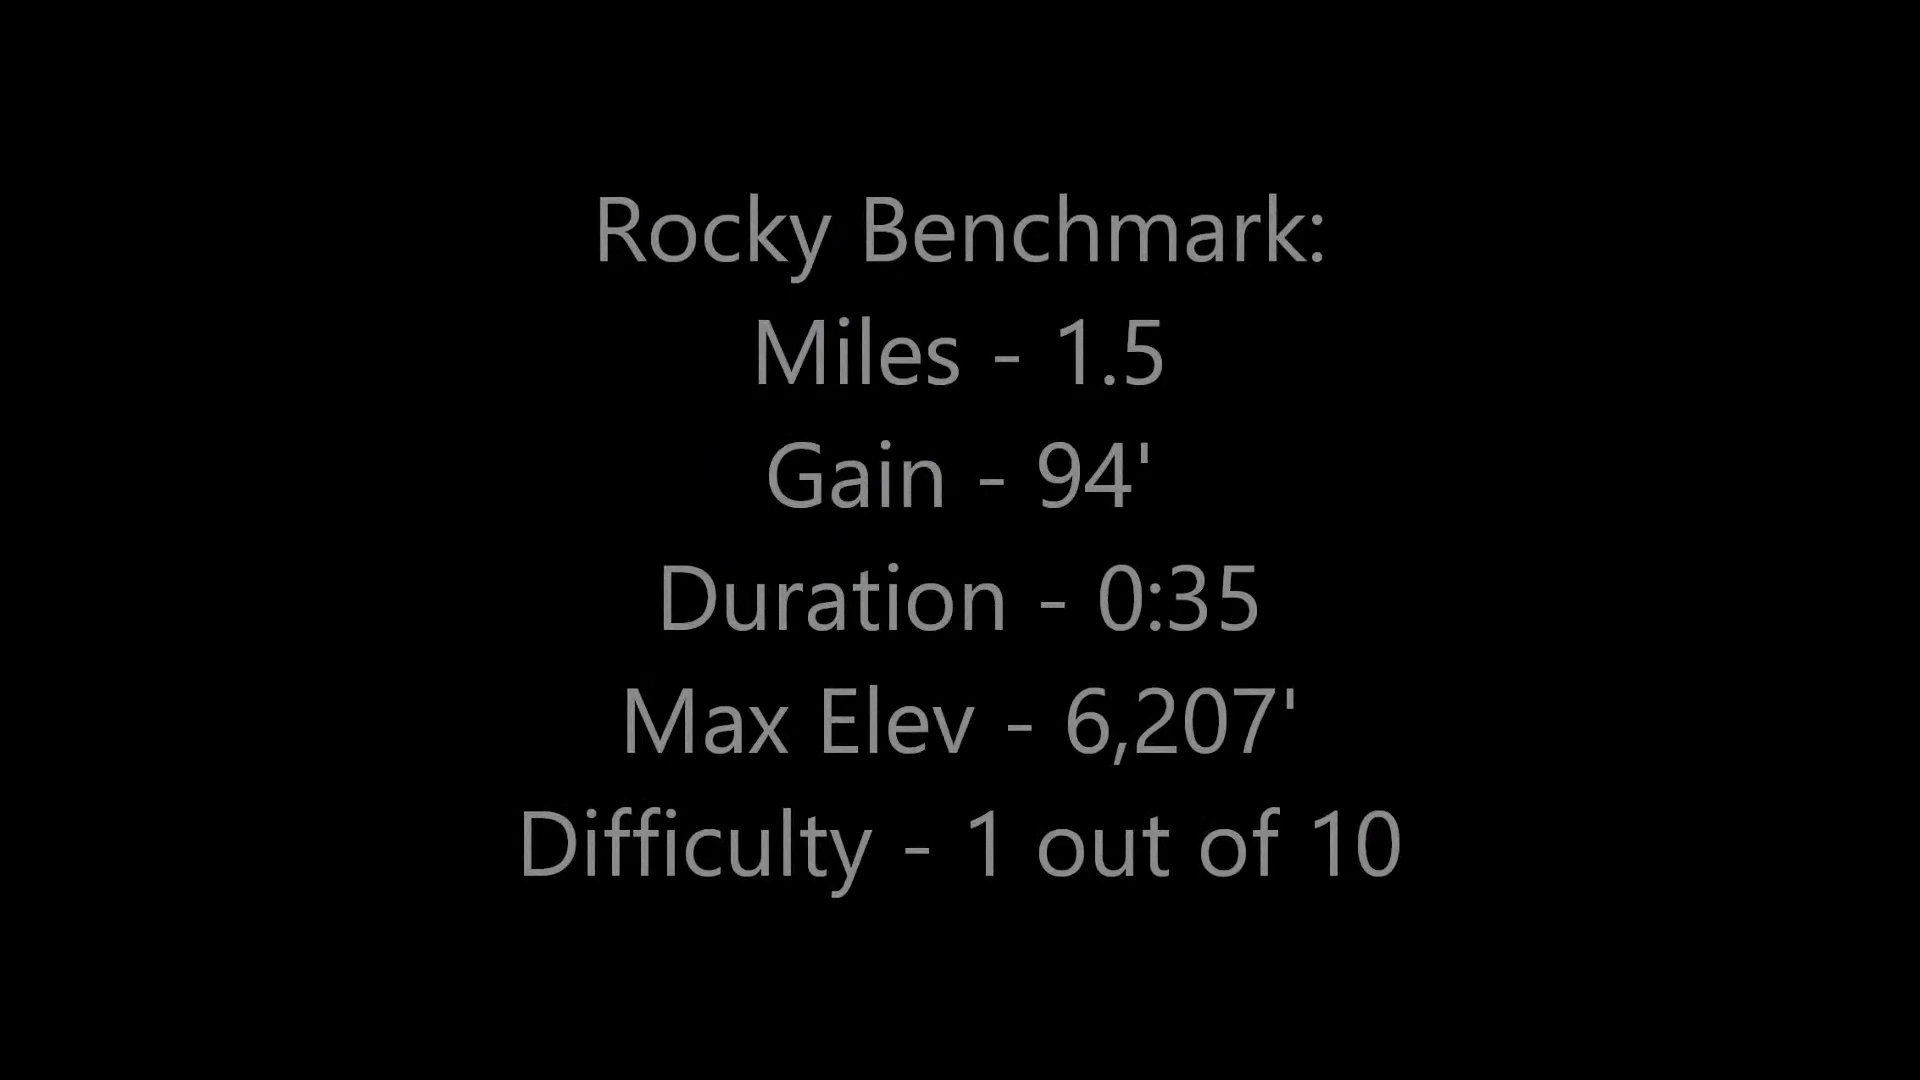 Rocky Benchmark:
Miles - 1.5
Gain - 94'
Duration - 0:35
Max Elev - 6,207'
Difficulty - 1 out of 10